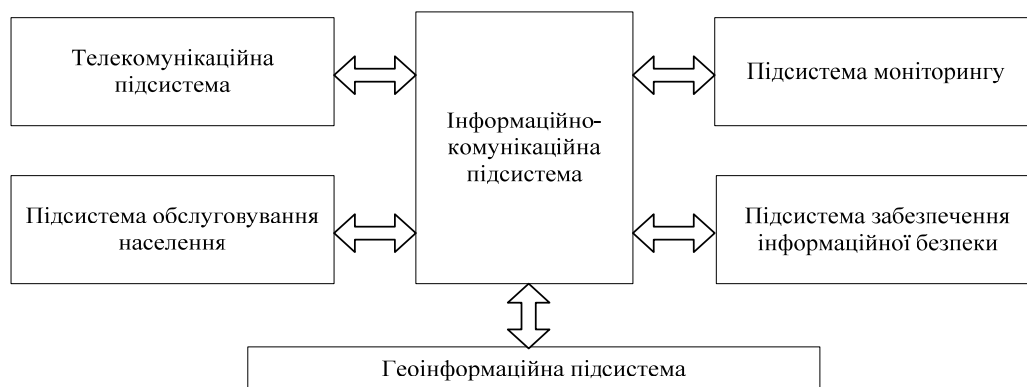 Телекомунікаційна
підсистема
Інформаційно-
комунікаційна
підсистема
Підсистема моніторингу
Підсистема обслуговування
населення
Підсистема забезпечення
інформаційної безпеки
Геоінформаційна підсистема